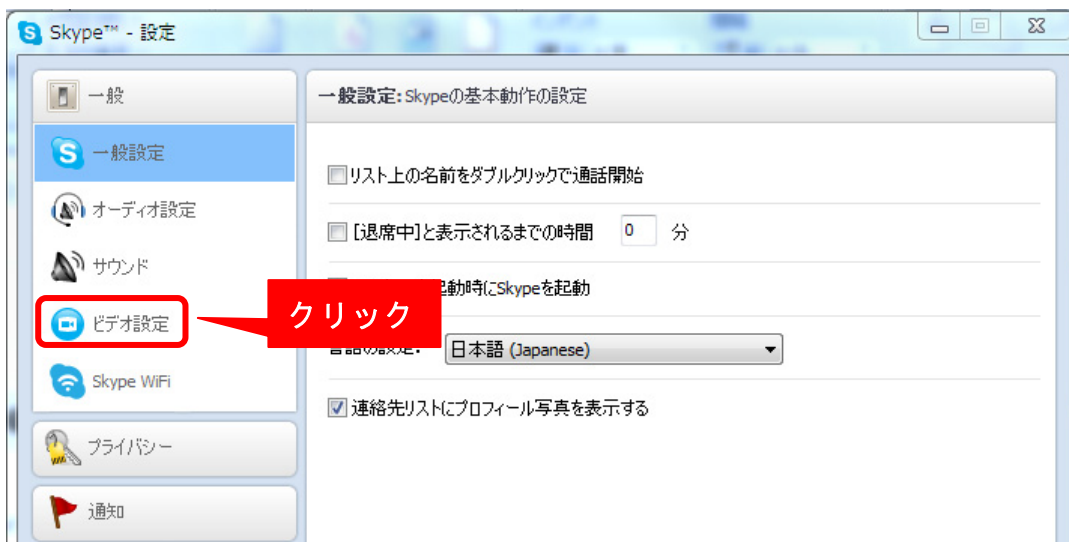 Skype™ - 設定
一般
一般設定
オーディオ設定
サウンド
ビデオ設定
Skype WiFi
プライバシー
通知
一般設定:Skypeの基本動作の設定
リスト上の名前をダブルクリックで通話開始
[退席中]と表示されるまでの時間 0 分
起動時にSkypeを起動
クリック
言語の設定: 日本語 (Japanese)
連絡先リストにプロフィール写真を表示する